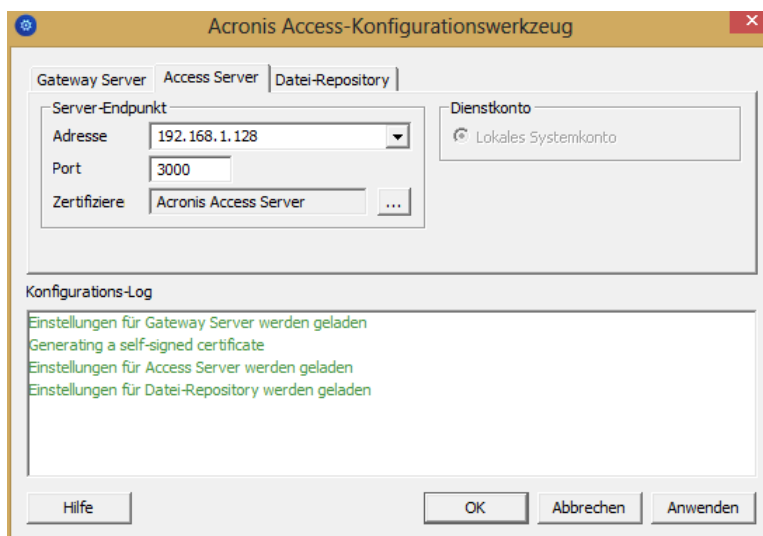 Acronis Access-Konfigurationswerkzeug
Gateway Server Access Server Datei-Repository
Server-Endpunkt
Adresse 192.168.1.128
Port 3000
Zertifiziere Acronis Access Server ...
Dienstkonto
Lokales Systemkonto
Konfigurations-Log
Einstellungen für Gateway Server werden geladen
Generating a self-signed certificate
Einstellungen für Access Server werden geladen
Einstellungen für Datei-Repository werden geladen
Hilfe OK Abbrechen Anwenden